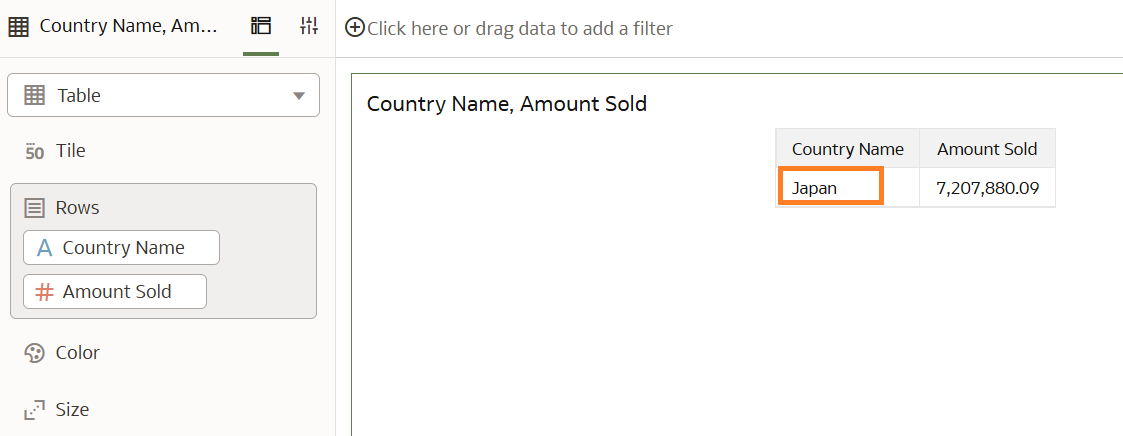 Country Name, Am...
Click here or drag data to add a filter
Table
50 Tile
Rows
A Country Name
# Amount Sold
Color
Size
Country Name, Amount Sold
Country Name Amount Sold
Japan 7,207,880.09